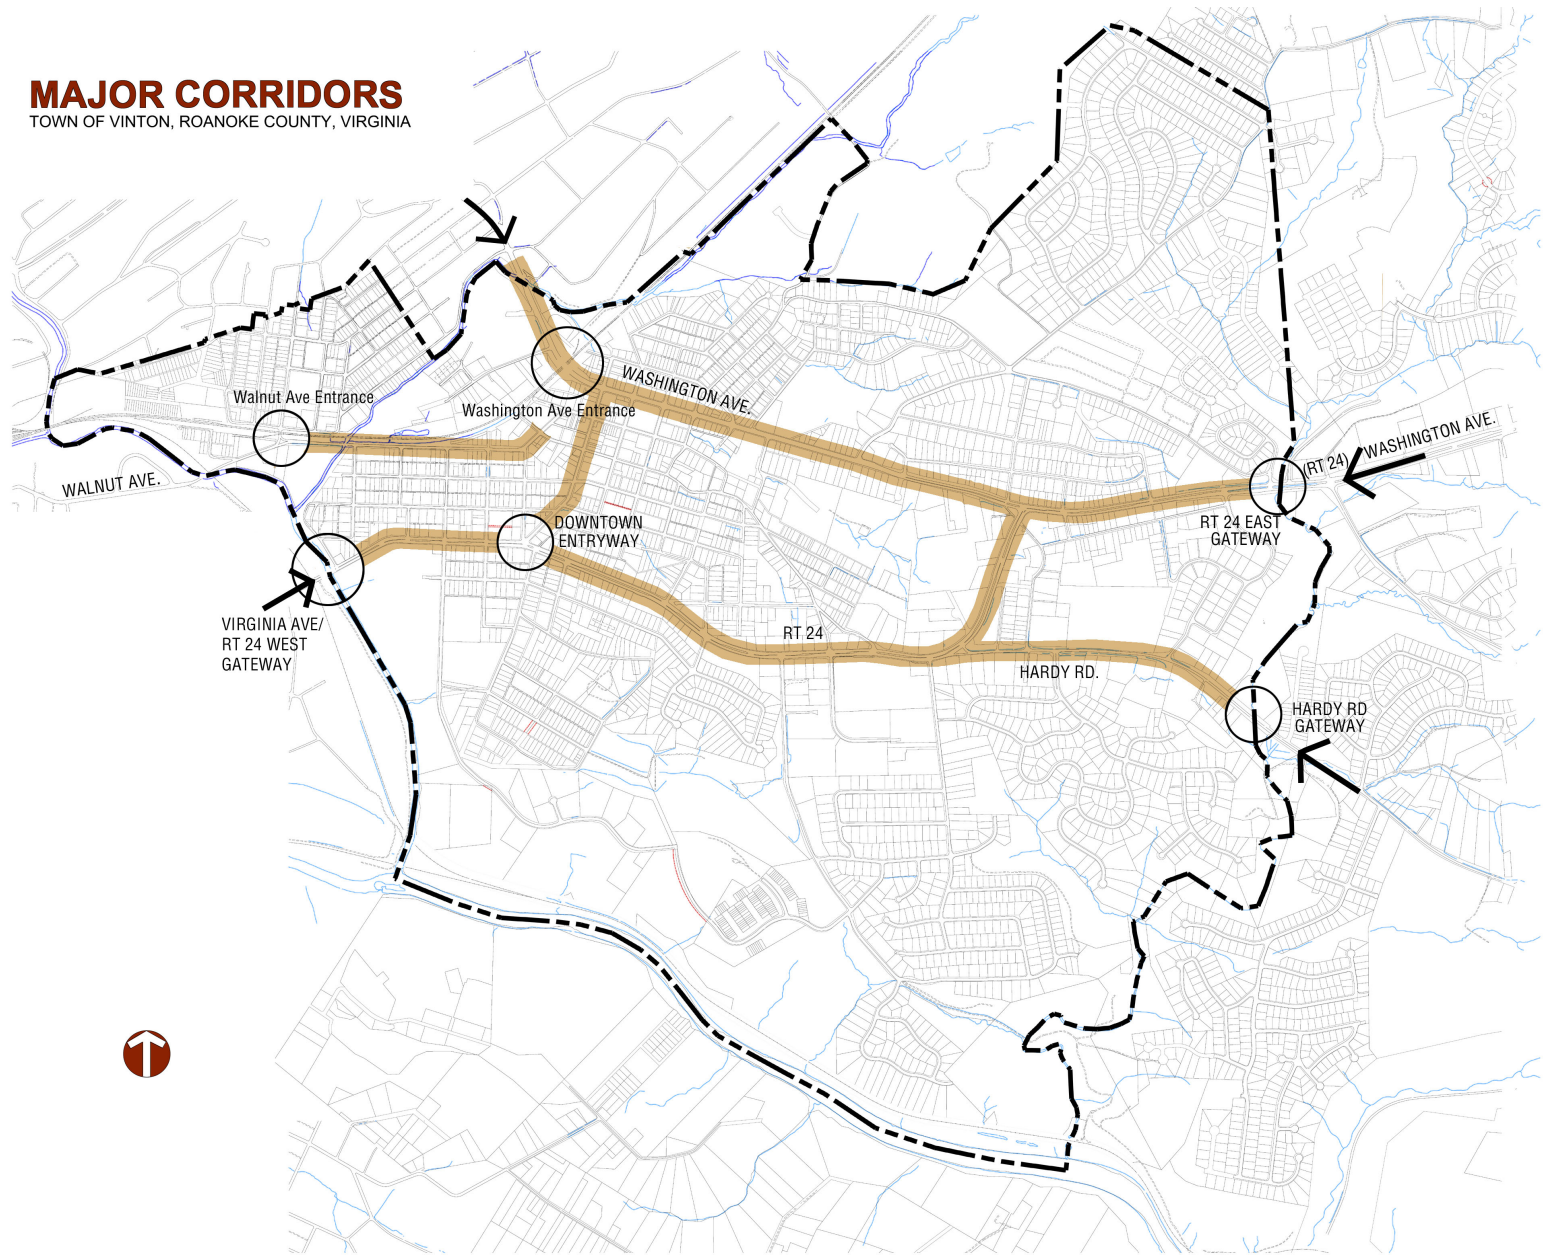 MAJOR CORRIDORS
TOWN OF VINTON, ROANOKE COUNTY, VIRGINIA
Walnut Ave Entrance
Washington Ave Entrance
WASHINGTON AVE.
WALNUT AVE.
(RT 24)
WASHINGTON AVE.
RT 24 EAST
GATEWAY
DOWNTOWN
ENTRYWAY
VIRGINIA AVE/
RT 24 WEST
GATEWAY
RT 24
HARDY RD.
HARDY RD
GATEWAY